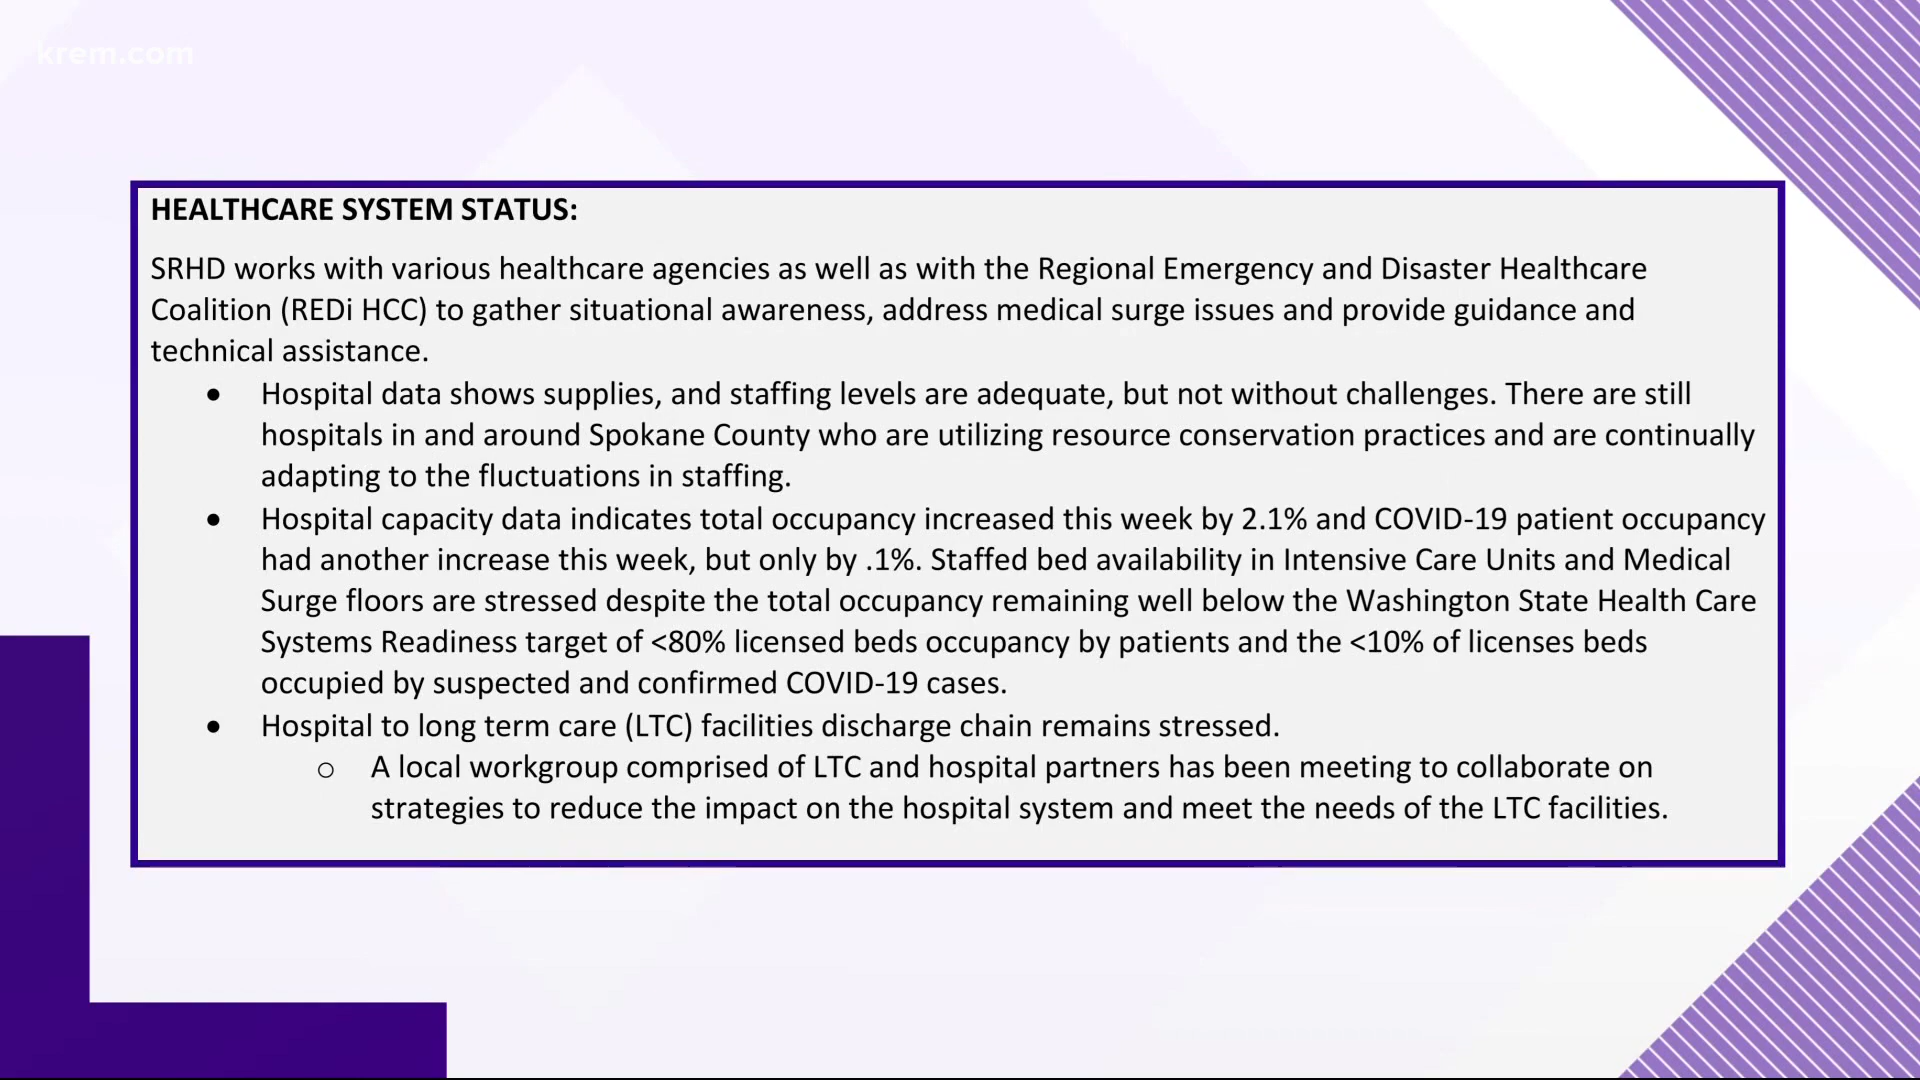 krem.com
HEALTHCARE SYSTEM STATUS:
SRHD works with various healthcare agencies as well as with the Regional Emergency and Disaster Healthcare
Coalition (REDi HCC) to gather situational awareness, address medical surge issues and provide guidance and
technical assistance.
• Hospital data shows supplies, and staffing levels are adequate, but not without challenges. There are still
hospitals in and around Spokane County who are utilizing resource conservation practices and are continually
adapting to the fluctuations in staffing.
• Hospital capacity data indicates total occupancy increased this week by 2.1% and COVID-19 patient occupancy
had another increase this week, but only by .1%. Staffed bed availability in Intensive Care Units and Medical
Surge floors are stressed despite the total occupancy remaining well below the Washington State Health Care
Systems Readiness target of <80% licensed beds occupancy by patients and the <10% of licenses beds
occupied by suspected and confirmed COVID-19 cases.
• Hospital to long term care (LTC) facilities discharge chain remains stressed.
○ A local workgroup comprised of LTC and hospital partners has been meeting to collaborate on
strategies to reduce the impact on the hospital system and meet the needs of the LTC facilities.